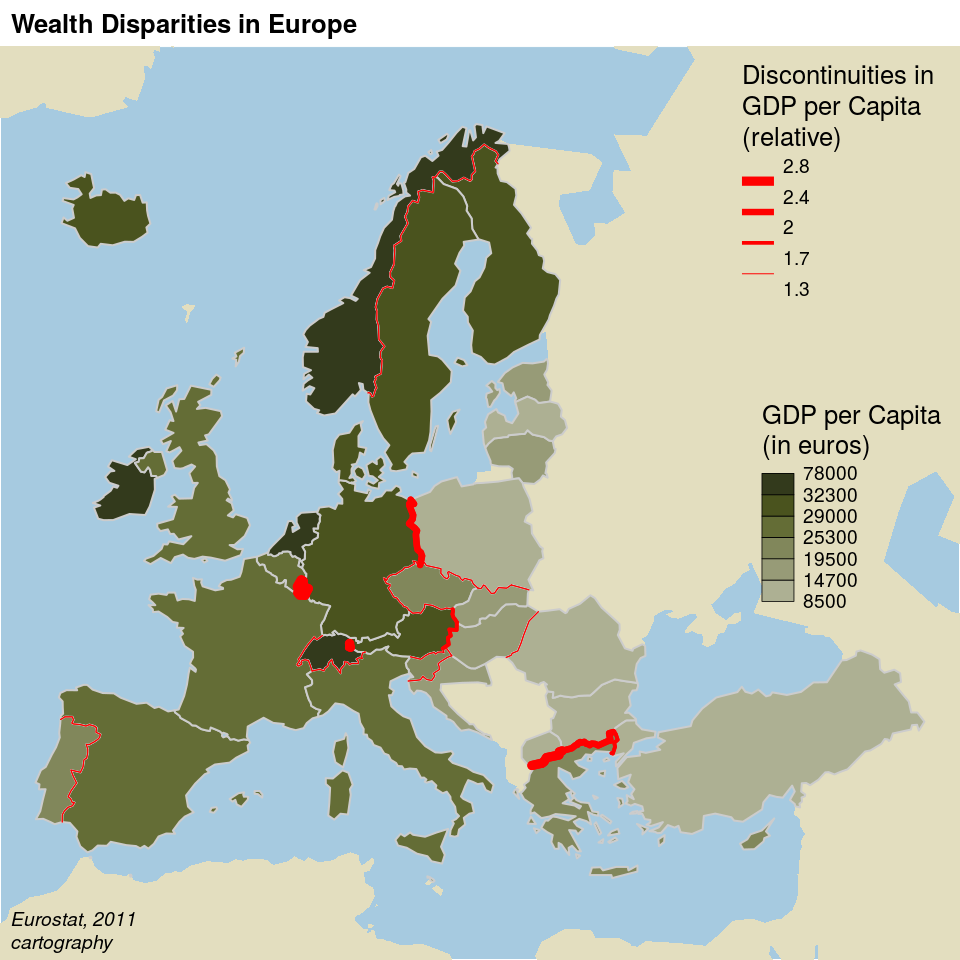 Wealth Disparities in Europe
Discontinuities in
GDP per Capita
(relative)
2.8
2.4
2
1.7
1.3
GDP per Capita
(in euros)
78000
32300
29000
25300
19500
14700
8500
Eurostat, 2011
cartography